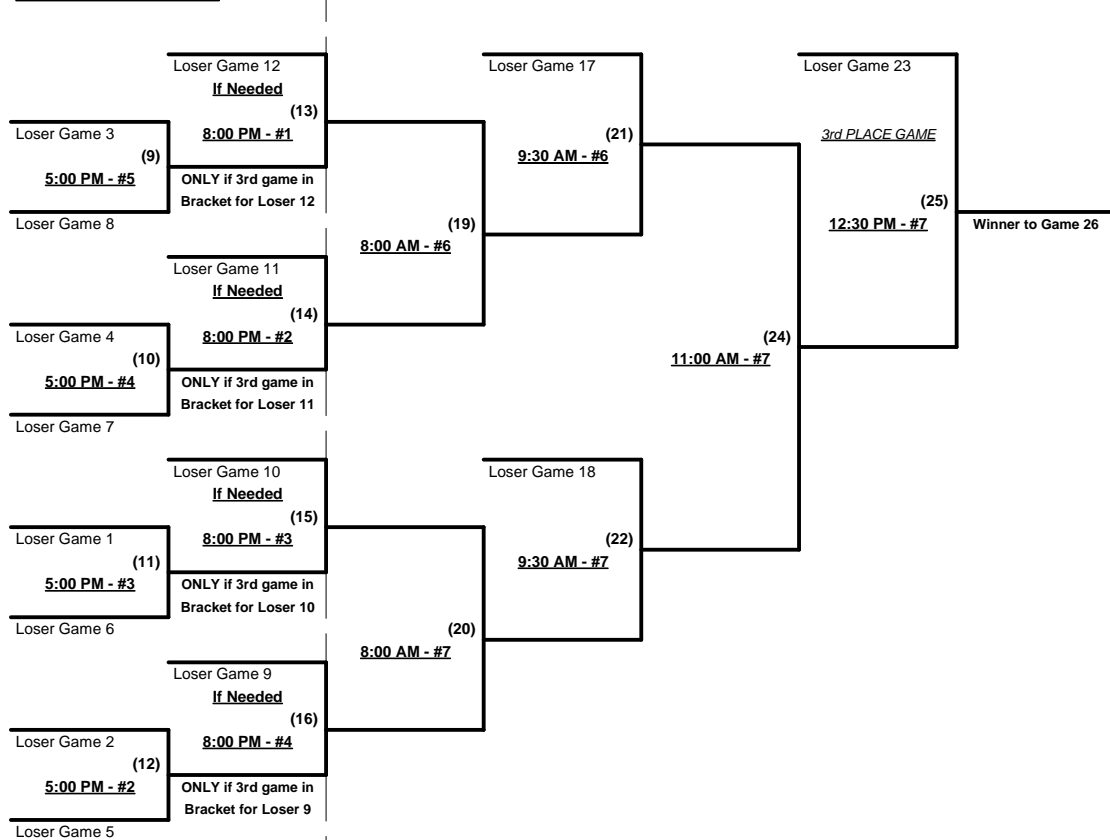 Loser Game 12
If Needed
(13)
8:00 PM - #1
Loser Game 3
(9)
5:00 PM - #5
ONLY if 3rd game in
Bracket for Loser 12
Loser Game 8
Loser Game 11
If Needed
(14)
8:00 PM - #2
Loser Game 4
(10)
5:00 PM - #4
ONLY if 3rd game in
Bracket for Loser 11
Loser Game 7
Loser Game 10
If Needed
(15)
8:00 PM - #3
Loser Game 1
(11)
5:00 PM - #3
ONLY if 3rd game in
Bracket for Loser 10
Loser Game 6
Loser Game 9
If Needed
(16)
8:00 PM - #4
Loser Game 2
(12)
5:00 PM - #2
ONLY if 3rd game in
Bracket for Loser 9
Loser Game 5
(19)
8:00 AM - #6
(20)
8:00 AM - #7
Loser Game 17
(21)
9:30 AM - #6
Loser Game 18
(22)
9:30 AM - #7
(24)
11:00 AM - #7
Loser Game 23
3rd PLACE GAME
(25)
12:30 PM - #7
Winner to Game 26